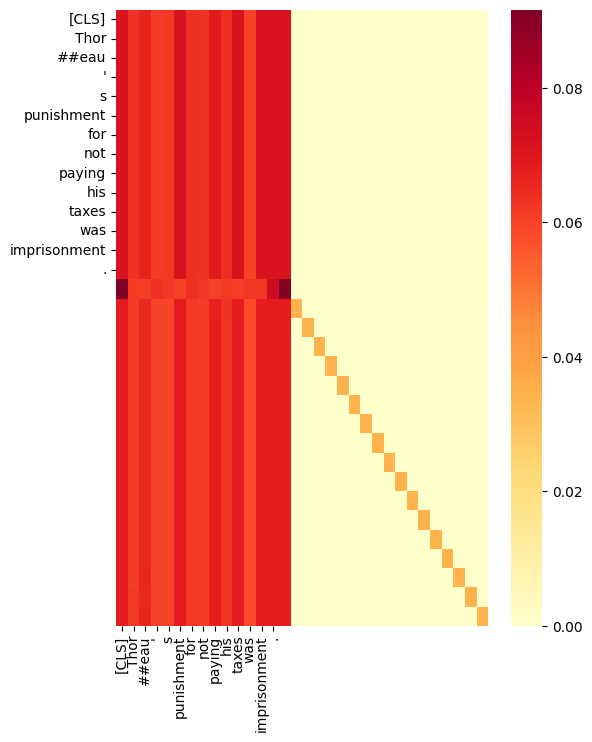 [CLS]
Thor
##eau
'
s
punishment
for
not
paying
his
taxes
was
imprisonment
.
0.08
0.06
0.04
0.02
0.00
[CLS]
Thor
##eau
'
s
punishment
for
not
paying
his
taxes
was
imprisonment
.